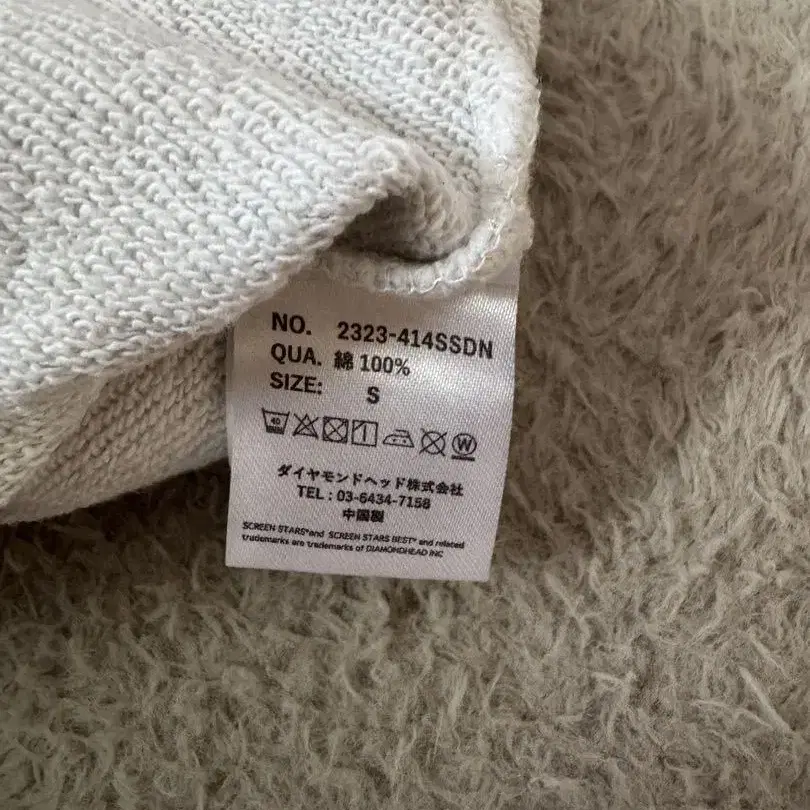 NO. 2323-414SSDN
QUA. 綿 100%
SIZE: S
40 W
ダイヤモンドヘッド株式会社
TEL : 03-6434-7158
中国製
SCREEN STARS®and SCREEN STARS BEST® and related
trademarks are trademarks of DIAMONDHEAD INC